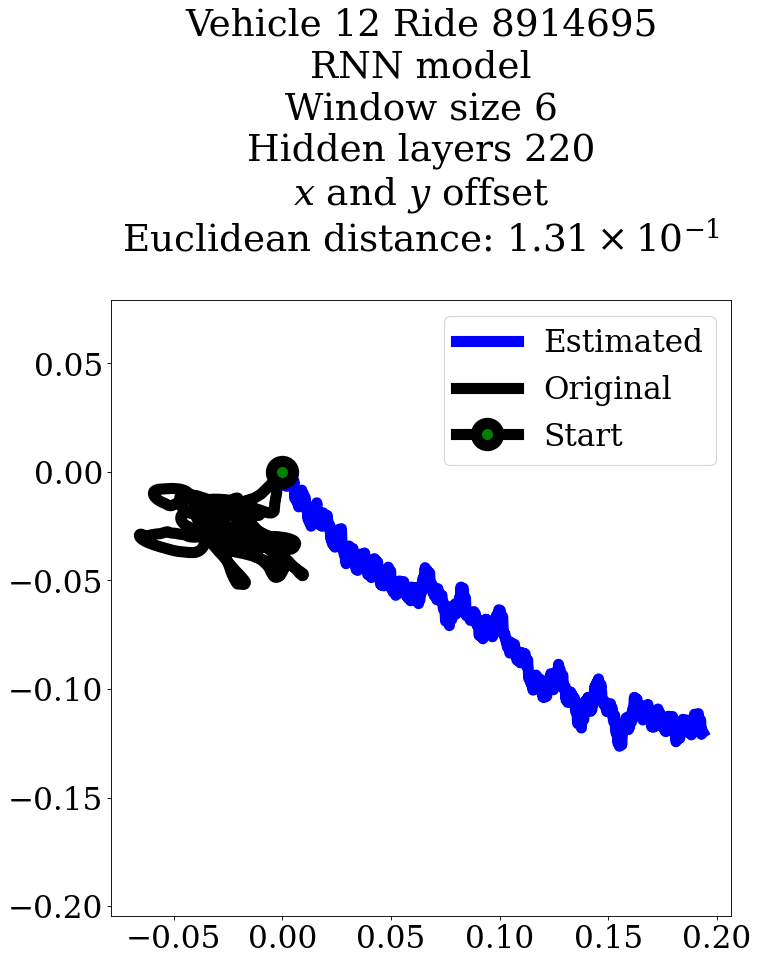 Vehicle 12 Ride 8914695
RNN model
Window size 6
Hidden layers 220
x and y offset
Euclidean distance: 1.31 × 10⁻¹
Estimated
Original
Start
0.05
0.00
−0.05
−0.10
−0.15
−0.20
−0.05 0.00 0.05 0.10 0.15 0.20